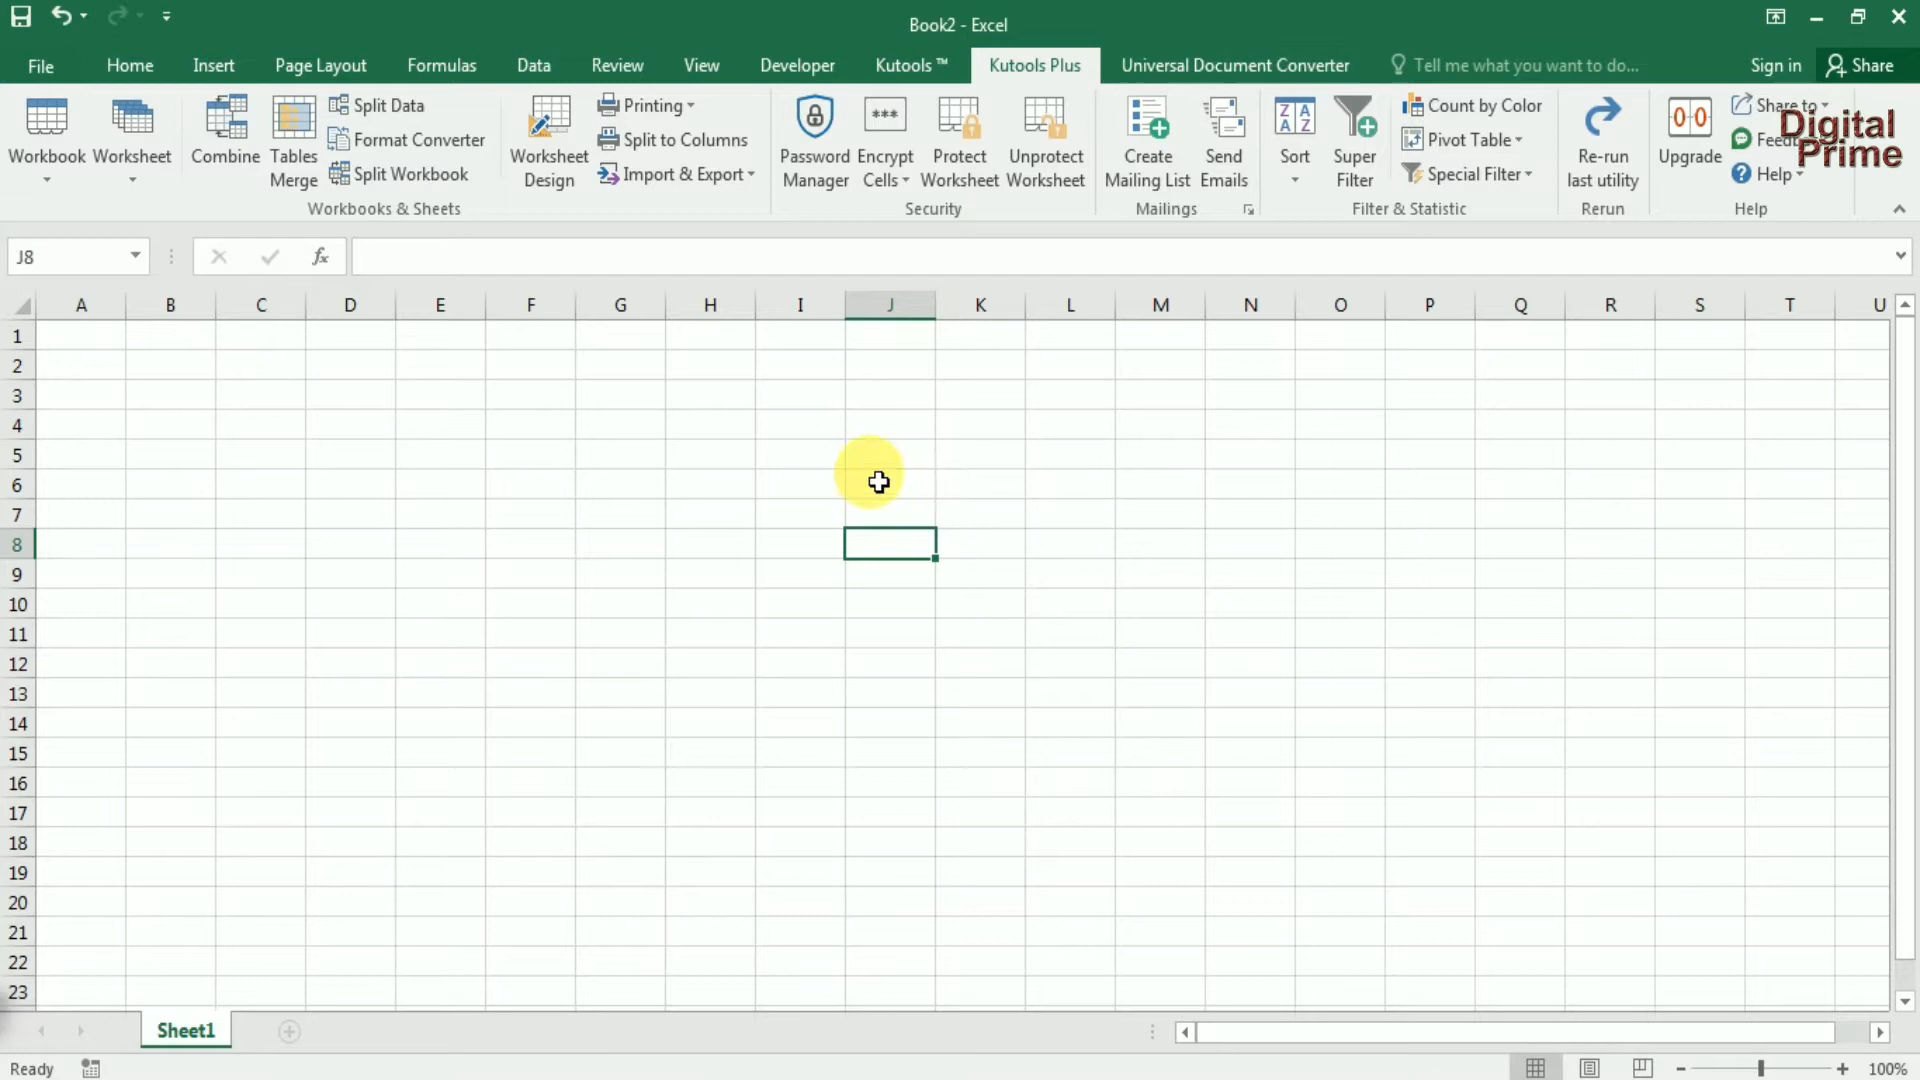 Book2 - Excel
File Home Insert Page Layout Formulas Data Review View Developer Kutools ™ Kutools Plus Universal Document Converter Tell me what you want to do... Sign in Share
Workbook
Worksheet
Combine
Tables
Merge
Split Data
Format Converter
Split Workbook
Workbooks & Sheets
Worksheet
Design
Printing
Split to Columns
Import & Export
Password
Manager
Encrypt
Cells
Protect
Worksheet
Unprotect
Worksheet
Security
Create
Mailing List
Send
Emails
Mailings
Sort
Super
Filter
Count by Color
Pivot Table
Special Filter
Filter & Statistic
Re-run
last utility
Rerun
Upgrade
Share to
Help
Help
Digital
Prime
J8 fx
A B C D E F G H I J K L M N O P Q R S T U
1
2
3
4
5
6
7
8
9
10
11
12
13
14
15
16
17
18
19
20
21
22
23
Sheet1
Ready 100%